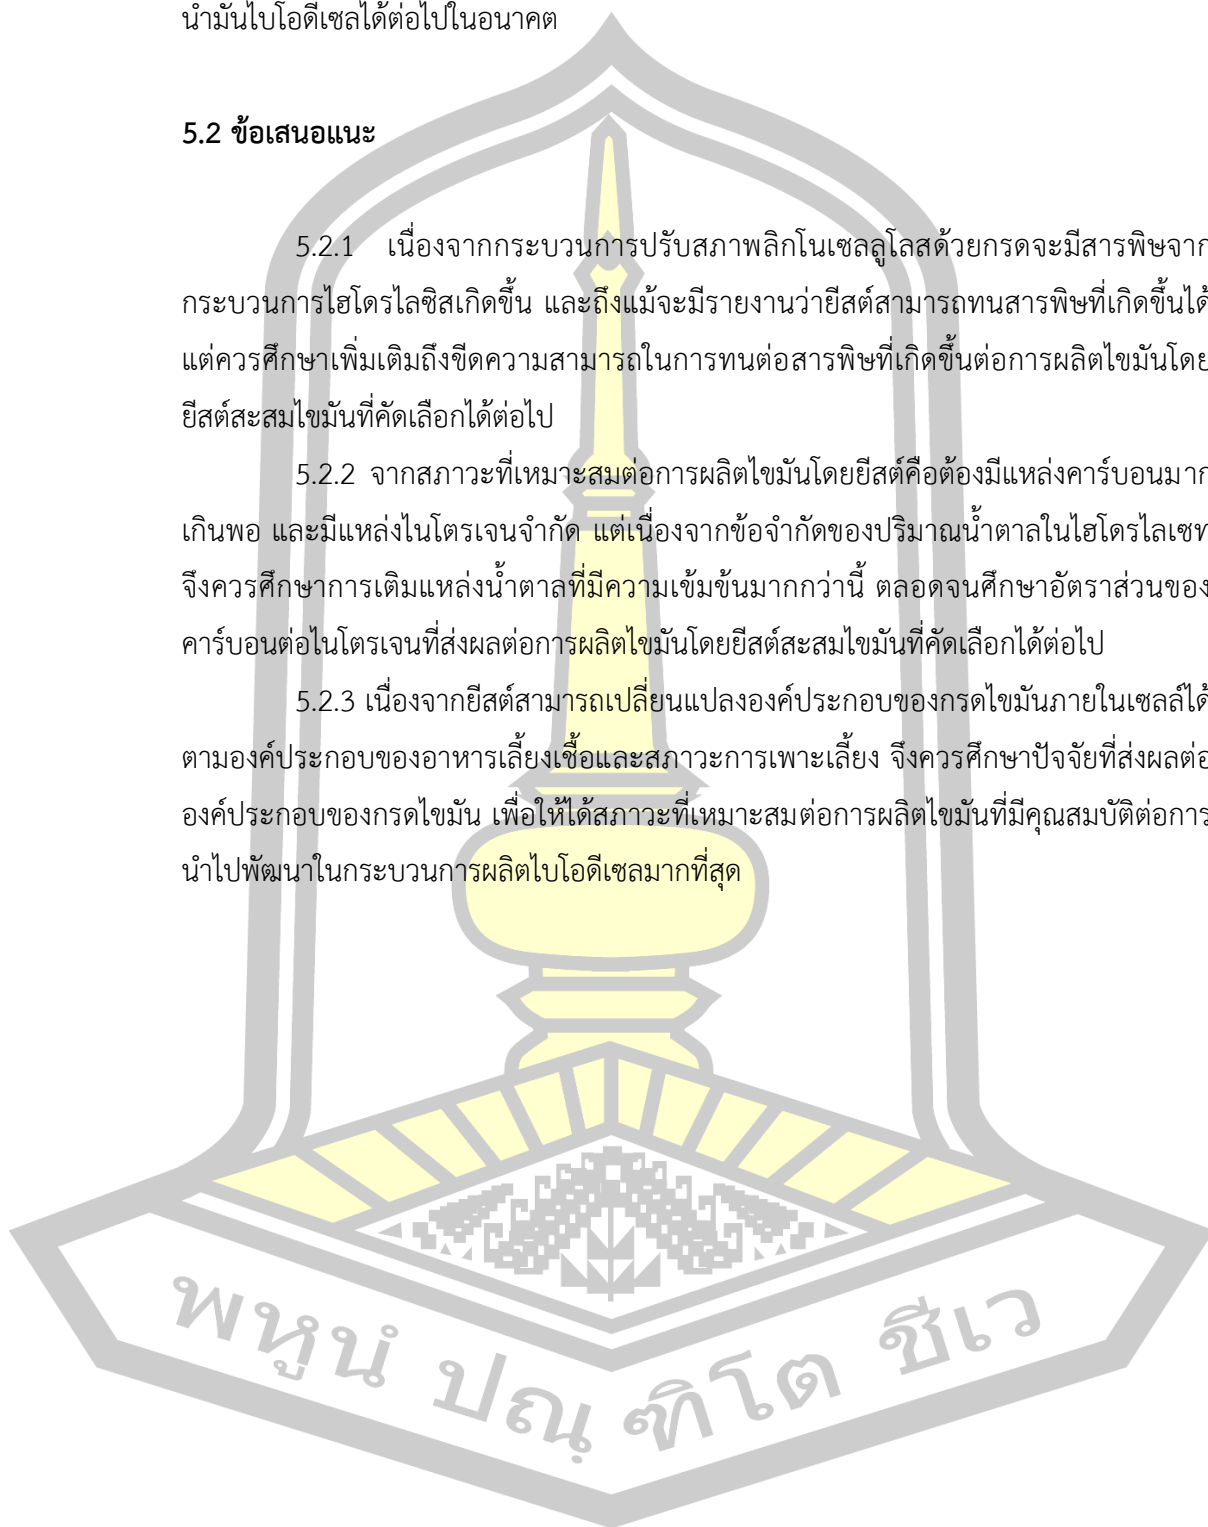 น้ำมันไบโอดีเซลได้ต่อไปในอนาคต
5.2 ข้อเสนอแนะ
5.2.1 เนื่องจากกระบวนการปรับสภาพลิกโนเซลลูโลสด้วยกรดจะมีสารพิษจาก
กระบวนการไฮโดรไลซิสเกิดขึ้น และถึงแม้จะมีรายงานว่ายีสต์สามารถทนสารพิษที่เกิดขึ้นได้
แต่ควรศึกษาเพิ่มเติมถึงขีดความสามารถในการทนต่อสารพิษที่เกิดขึ้นต่อการผลิตไขมันโดย
ยีสต์สะสมไขมันที่คัดเลือกได้ต่อไป
5.2.2 จากสภาวะที่เหมาะสมต่อการผลิตไขมันโดยยีสต์คือต้องมีแหล่งคาร์บอนมาก
เกินพอ และมีแหล่งไนโตรเจนจำกัด แต่เนื่องจากข้อจำกัดของปริมาณน้ำตาลในไฮโดรไลเซท
จึงควรศึกษาการเติมแหล่งน้ำตาลที่มีความเข้มข้นมากกว่านี้ ตลอดจนศึกษาอัตราส่วนของ
คาร์บอนต่อไนโตรเจนที่ส่งผลต่อการผลิตไขมันโดยยีสต์สะสมไขมันที่คัดเลือกได้ต่อไป
5.2.3 เนื่องจากยีสต์สามารถเปลี่ยนแปลงองค์ประกอบของกรดไขมันภายในเซลล์ได้
ตามองค์ประกอบของอาหารเลี้ยงเชื้อและสภาวะการเพาะเลี้ยง จึงควรศึกษาปัจจัยที่ส่งผลต่อ
องค์ประกอบของกรดไขมัน เพื่อให้ได้สภาวะที่เหมาะสมต่อการผลิตไขมันที่มีคุณสมบัติต่อการ
นำไปพัฒนาในกระบวนการผลิตไบโอดีเซลมากที่สุด
พหูนํ ปณฺ ฑิโต ชีเว